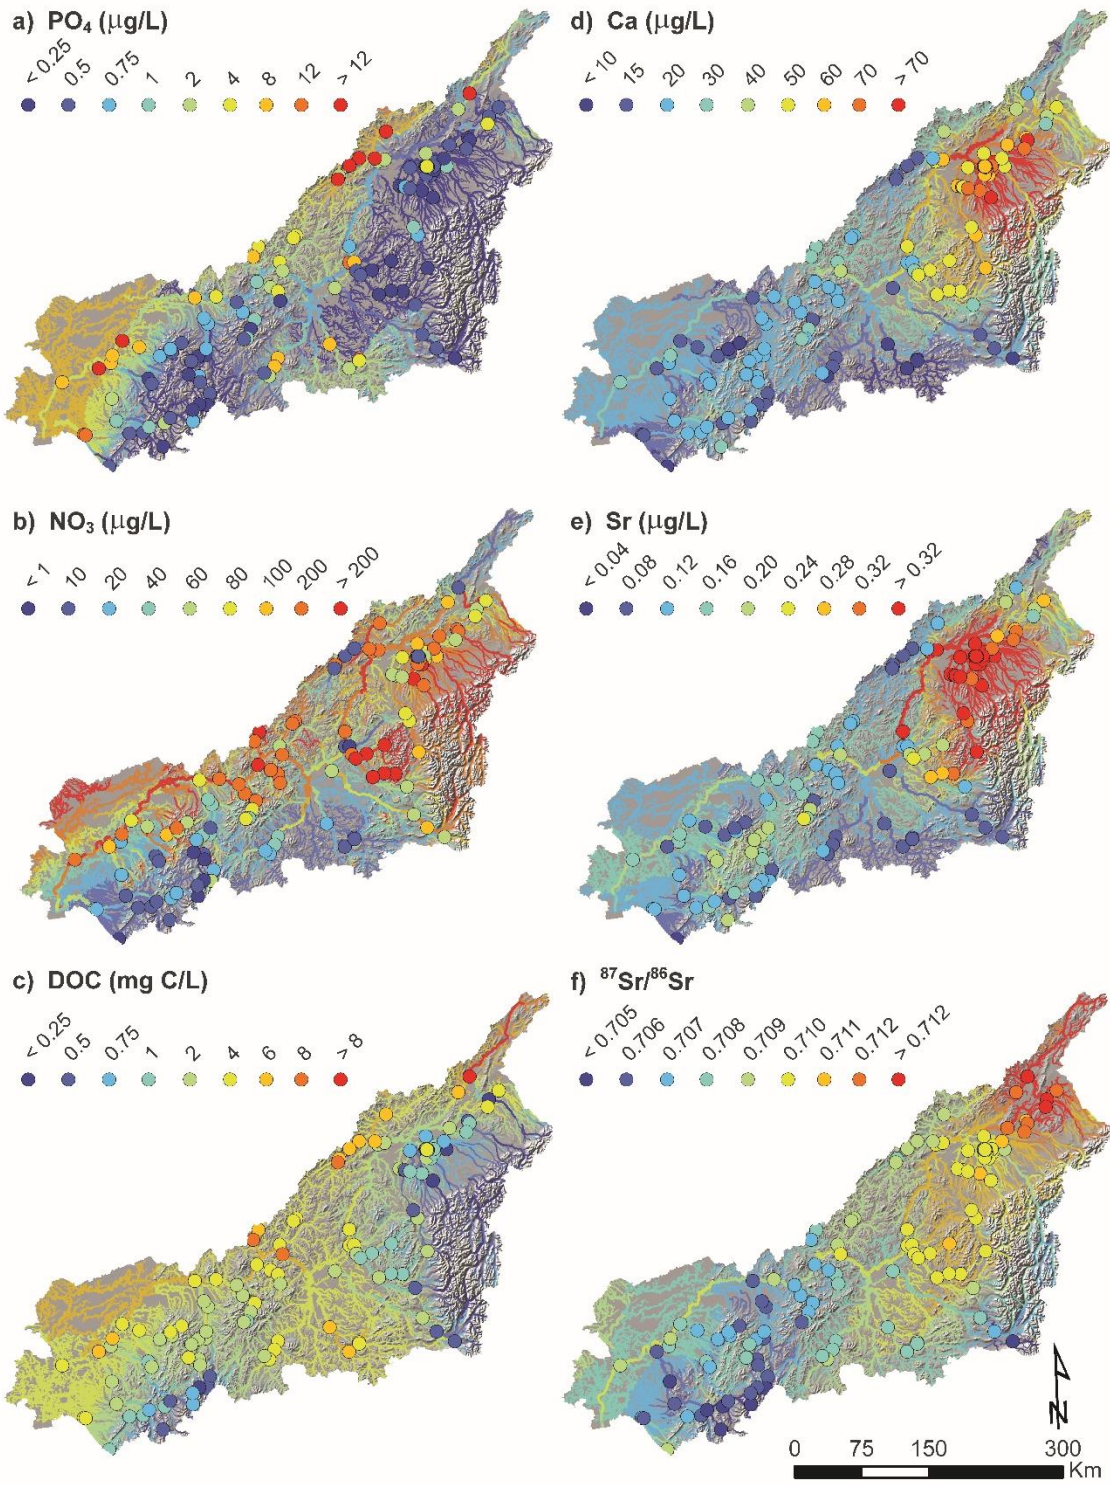 a) PO₄ (µg/L)
< 0.25 0.5 0.75 1 2 4 8 12 > 12
d) Ca (µg/L)
< 10 15 20 30 40 50 60 70 > 70
b) NO₃ (µg/L)
< 1 10 20 40 60 80 100 200 > 200
e) Sr (µg/L)
< 0.04 0.08 0.12 0.16 0.20 0.24 0.28 0.32 > 0.32
c) DOC (mg C/L)
< 0.25 0.5 0.75 1 2 4 6 8 > 8
f) ⁸⁷Sr/⁸⁶Sr
< 0.705 0.706 0.707 0.708 0.709 0.710 0.711 0.712 > 0.712
N
0 75 150 300
Km